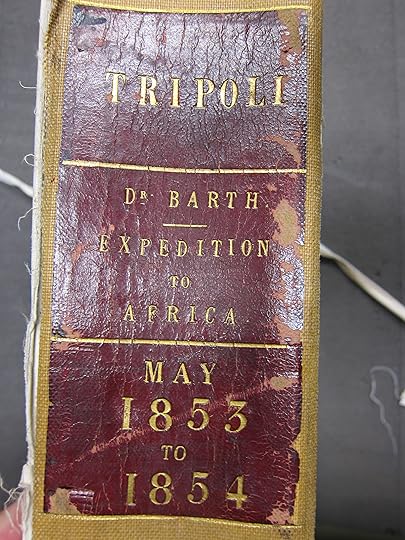 TRIPOLI
DR BARTH
EXPEDITION
TO
AFRICA
MAY
1853
TO
1854